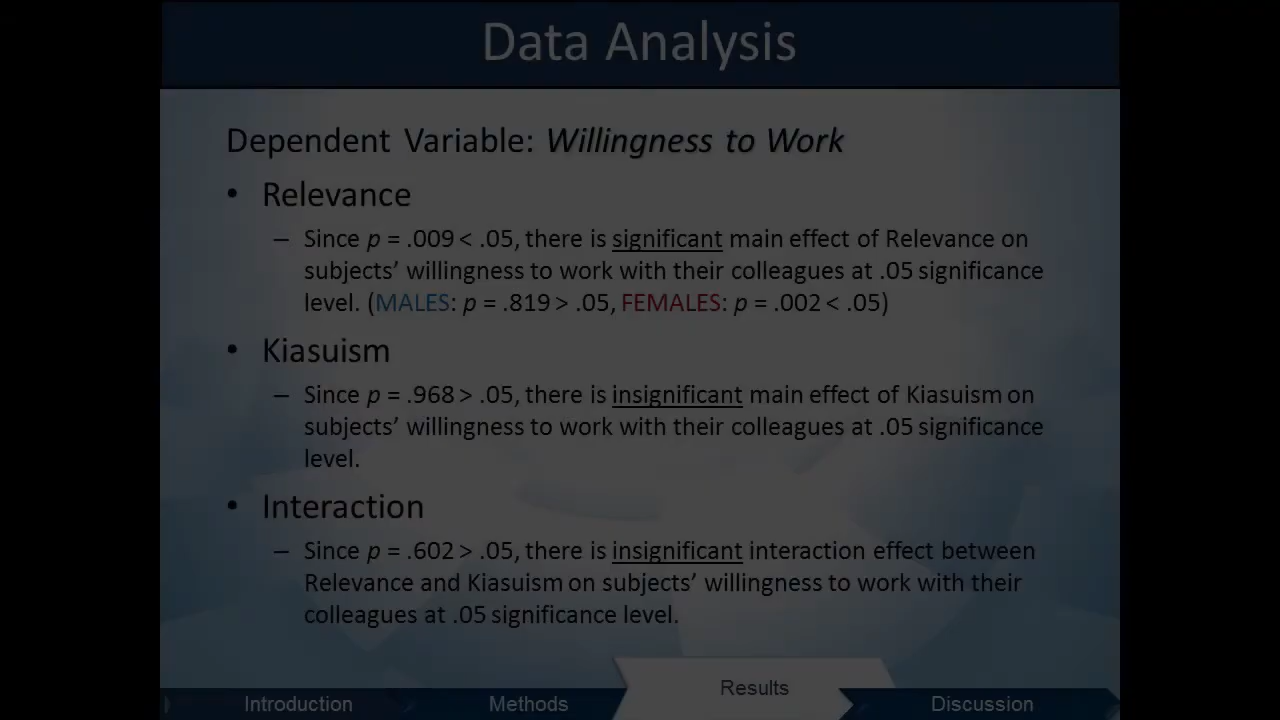 Data Analysis
Dependent Variable: Willingness to Work
• Relevance
– Since p = .009 < .05, there is significant main effect of Relevance on
subjects’ willingness to work with their colleagues at .05 significance
level. (MALES: p = .819 > .05, FEMALES: p = .002 < .05)
• Kiasuism
– Since p = .968 > .05, there is insignificant main effect of Kiasuism on
subjects’ willingness to work with their colleagues at .05 significance
level.
• Interaction
– Since p = .602 > .05, there is insignificant interaction effect between
Relevance and Kiasuism on subjects’ willingness to work with their
colleagues at .05 significance level.
Introduction Methods Results Discussion